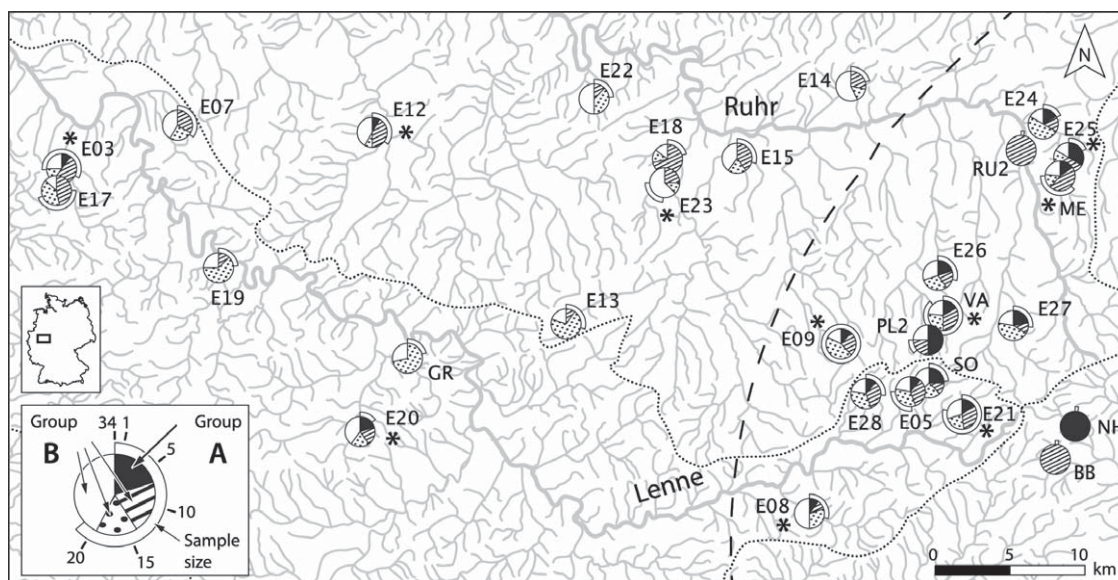 N
E22
E14
E07
E12
*
Ruhr
E24
*
E03
E18
E15
E25
*
RU2
E17
E23
*
*
ME
E26
E19
E13
VA
*
E27
*
E09
PL2
SO
GR
E28
E05
E21
*
E20
*
NH
BB
Lenne
E08
*
Group
34
1
Group
B
5
A
10
20
15
Sample
size
0
5
10
km